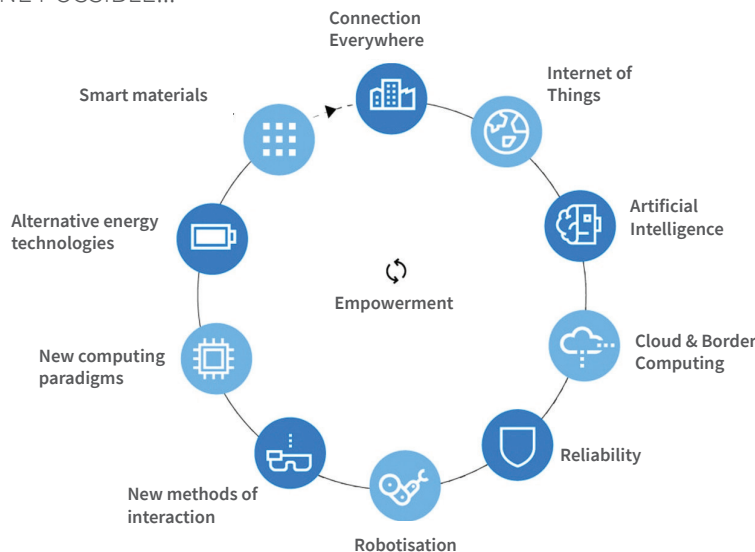 Connection
Everywhere
Internet of
Things
Artificial
Intelligence
Cloud & Border
Computing
Reliability
Robotisation
New methods of
interaction
New computing
paradigms
Alternative energy
technologies
Smart materials
Empowerment